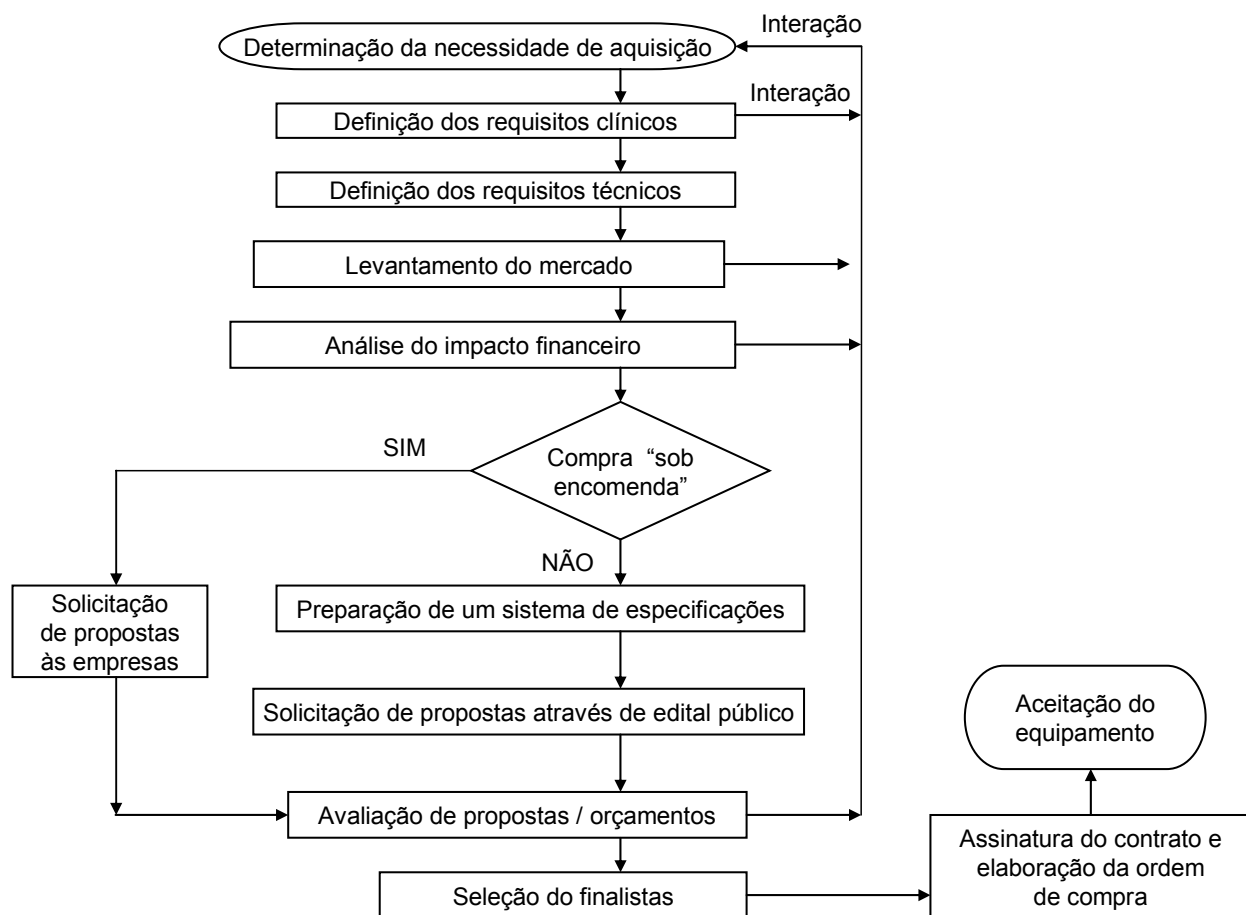 Interação
Determinação da necessidade de aquisição
Interação
Definição dos requisitos clínicos
Definição dos requisitos técnicos
Levantamento do mercado
Análise do impacto financeiro
SIM
Compra “sob
encomenda”
NÃO
Solicitação
de propostas
às empresas
Preparação de um sistema de especificações
Solicitação de propostas através de edital público
Aceitação do
equipamento
Avaliação de propostas / orçamentos
Assinatura do contrato e
elaboração da ordem
de compra
Seleção do finalistas